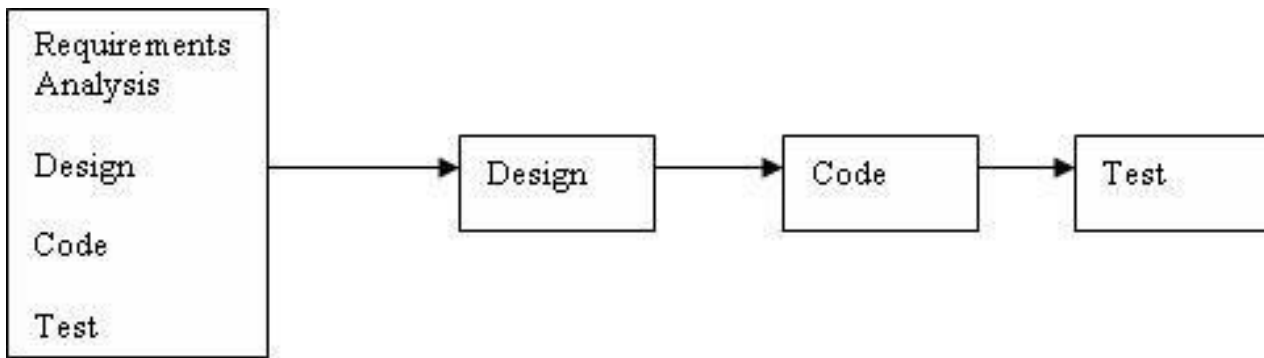 Requirements
Analysis
Design
Code
Test
Design
Code
Test